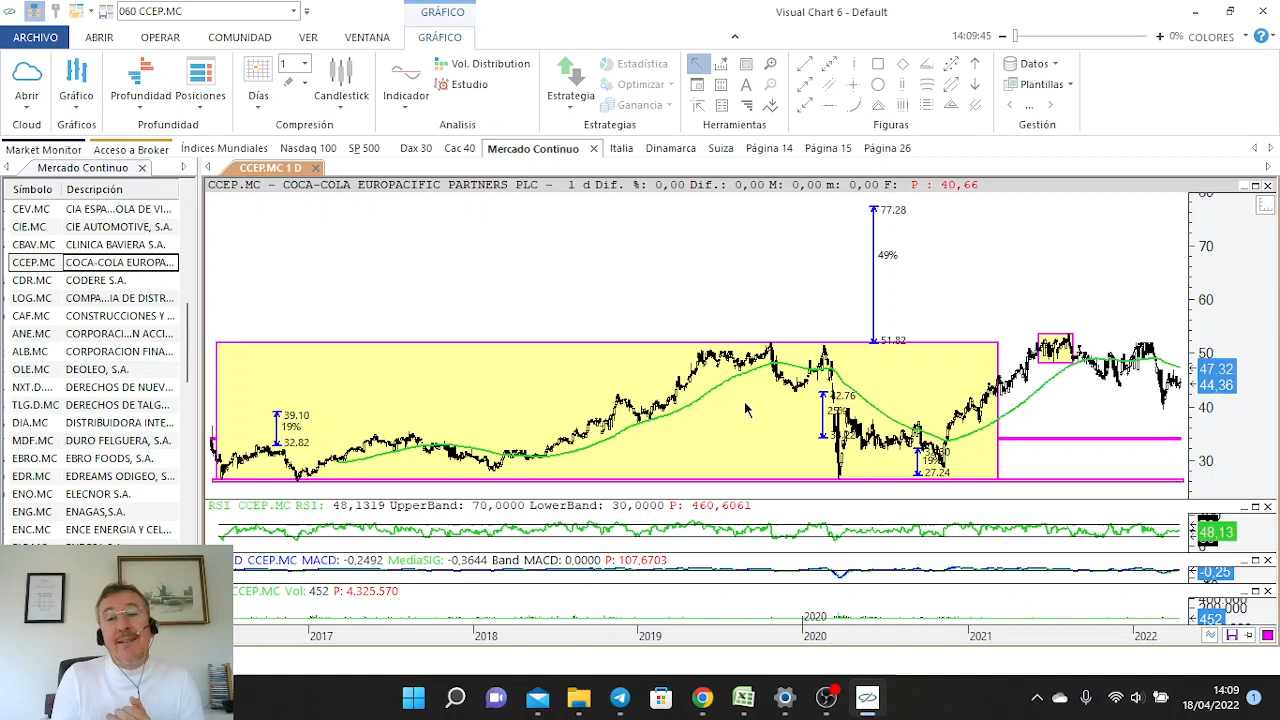 060 CCEP.MC
GRÁFICO
Visual Chart 6 - Default
ARCHIVO ABRIR OPERAR COMUNIDAD VER VENTANA GRÁFICO
14:09:45 0% COLORES
Abrir Gráfico Profundidad Posiciones Días 1 Candlestick Indicador
Vol. Distribution
Estudio
Estrategia
Estadística
Optimizar
Ganancia
Datos
Plantillas
...
Cloud Gráficos Profundidad Compresión Analisis Estrategias Herramientas Figuras Gestión
Market Monitor Acceso a Broker Índices Mundiales Nasdaq 100 SP 500 Dax 30 Cac 40 Mercado Continuo Italia Dinamarca Suiza Página 14 Página 15 Página 26
Mercado Continuo
CCEP.MC 1 D
Símbolo Descripción
CEV.MC CIA ESPA...OLA DE VI...
CIE.MC CIE AUTOMOTIVE, S.A.
CBAV.MC CLINICA BAVIERA S.A.
CCEP.MC COCA-COLA EUROPA...
CDR.MC CODERE S.A.
LOG.MC COMPA...IA DE DISTR...
CAF.MC CONSTRUCCIONES Y ...
ANE.MC CORPORACI...N ACCI...
ALB.MC CORPORACION FINA...
OLE.MC DEOLEO, S.A.
NXT.D... DERECHOS DE NUEV...
TLG.D.MC DERECHOS DE TALG...
DIA.MC DISTRIBUIDORA INTE...
MDF.MC DURO FELGUERA, S.A.
EBRO.MC EBRO FOODS, S.A.
EDR.MC EDREAMS ODIGEO, S...
ENO.MC ELECNOR S.A.
ENG.MC ENAGAS,S.A.
ENC.MC ENCE ENERGIA Y CEL...
CCEP.MC - COCA-COLA EUROPACIFIC PARTNERS PLC - 1 d Dif. %: 0,00 Dif.: 0,00 M: 0,00 m: 0,00 F: P : 40,66
77.28
49%
51.82
39.10
19%
32.82
42.76
19%
27.24
70
60
50
47,32
44,36
40
30
RSI CCEP.MC RSI: 48,1319 UpperBand: 70,0000 LowerBand: 30,0000 P: 460,6061
48,13
CCEP.MC MACD: -0,2492 MediaSIG: -0,3644 Band MACD: 0,0000 P: 107,6703
-0,25
CCEP.MC Vol: 452 P: 4.325.570
452
2020
2017 2018 2019 2020 2021 2022
14:09
18/04/2022
1